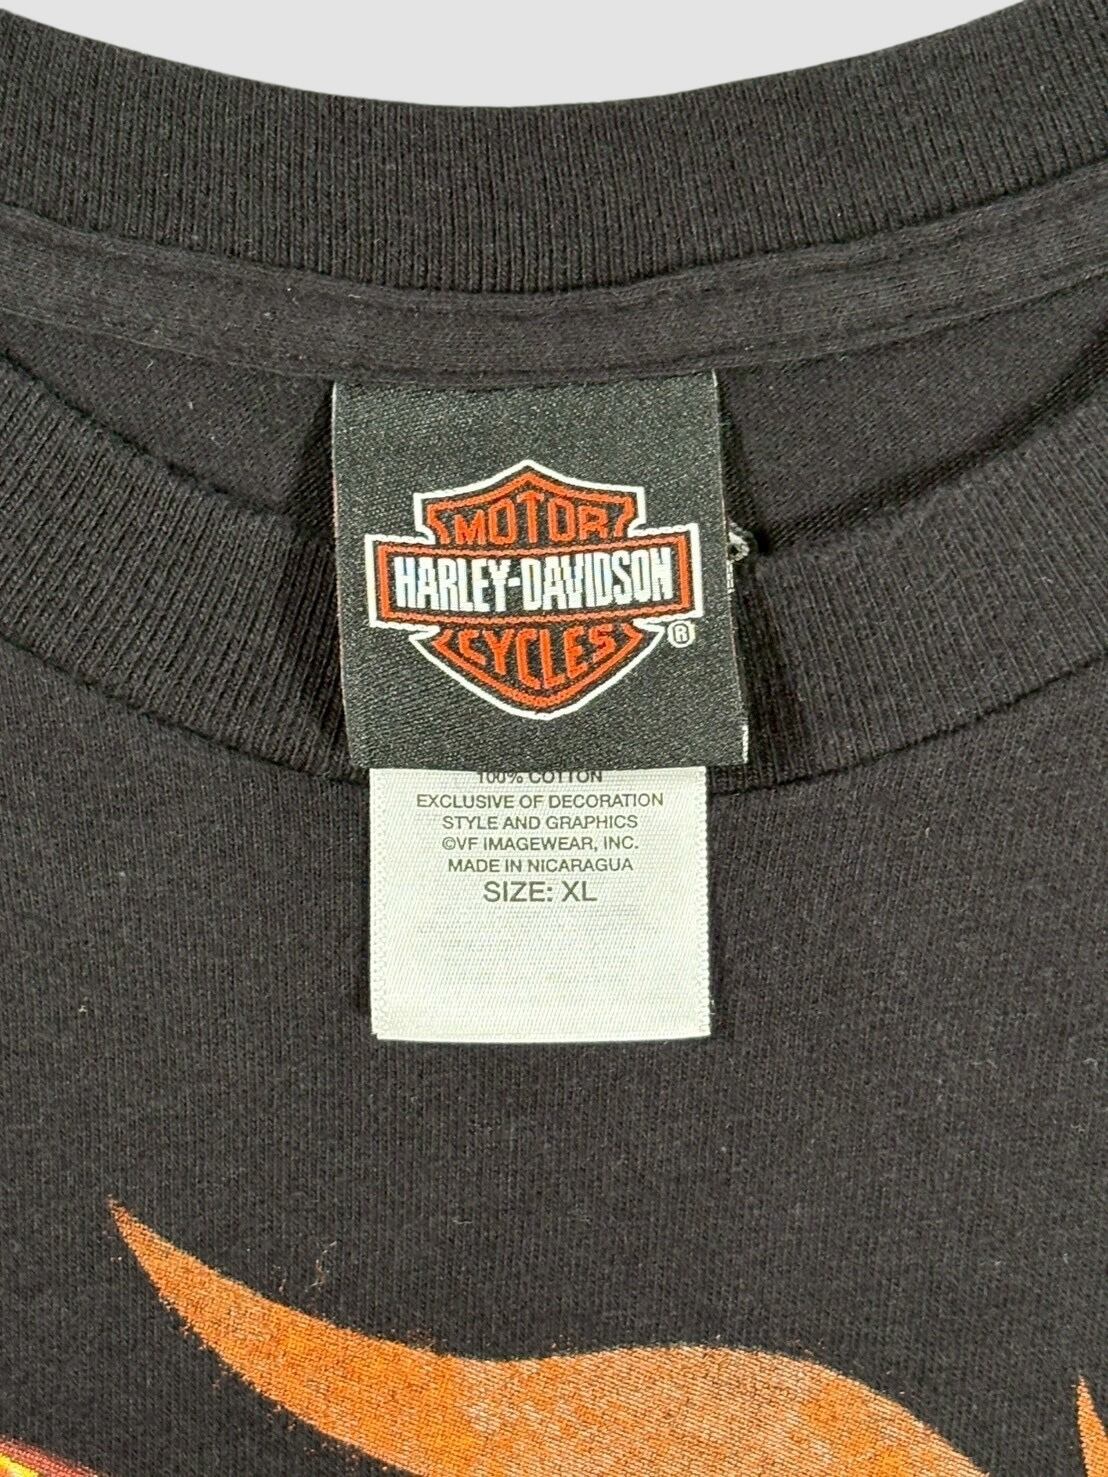 MOTOR
HARLEY-DAVIDSON
CYCLES
®
100% COTTON
EXCLUSIVE OF DECORATION
STYLE AND GRAPHICS
©VF IMAGEWEAR, INC.
MADE IN NICARAGUA
SIZE: XL